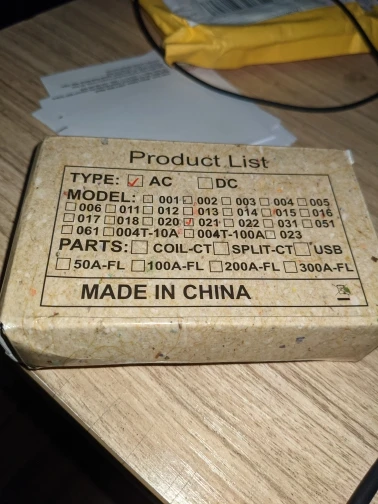 Product List
TYPE: ☑ AC ☐ DC
MODEL: ☐ 001 ☐ 002 ☐ 003 ☐ 004 ☐ 005
☐ 006 ☐ 011 ☐ 012 ☐ 013 ☐ 014 ☐ 015 ☐ 016
☐ 017 ☐ 018 ☐ 020 ☑ 021 ☐ 022 ☐ 031 ☐ 051
☐ 061 ☐ 004T-10A ☐ 004T-100A ☐ 023
PARTS: ☐ COIL-CT ☐ SPLIT-CT ☐ USB
☐ 50A-FL ☐ 100A-FL ☐ 200A-FL ☐ 300A-FL
MADE IN CHINA